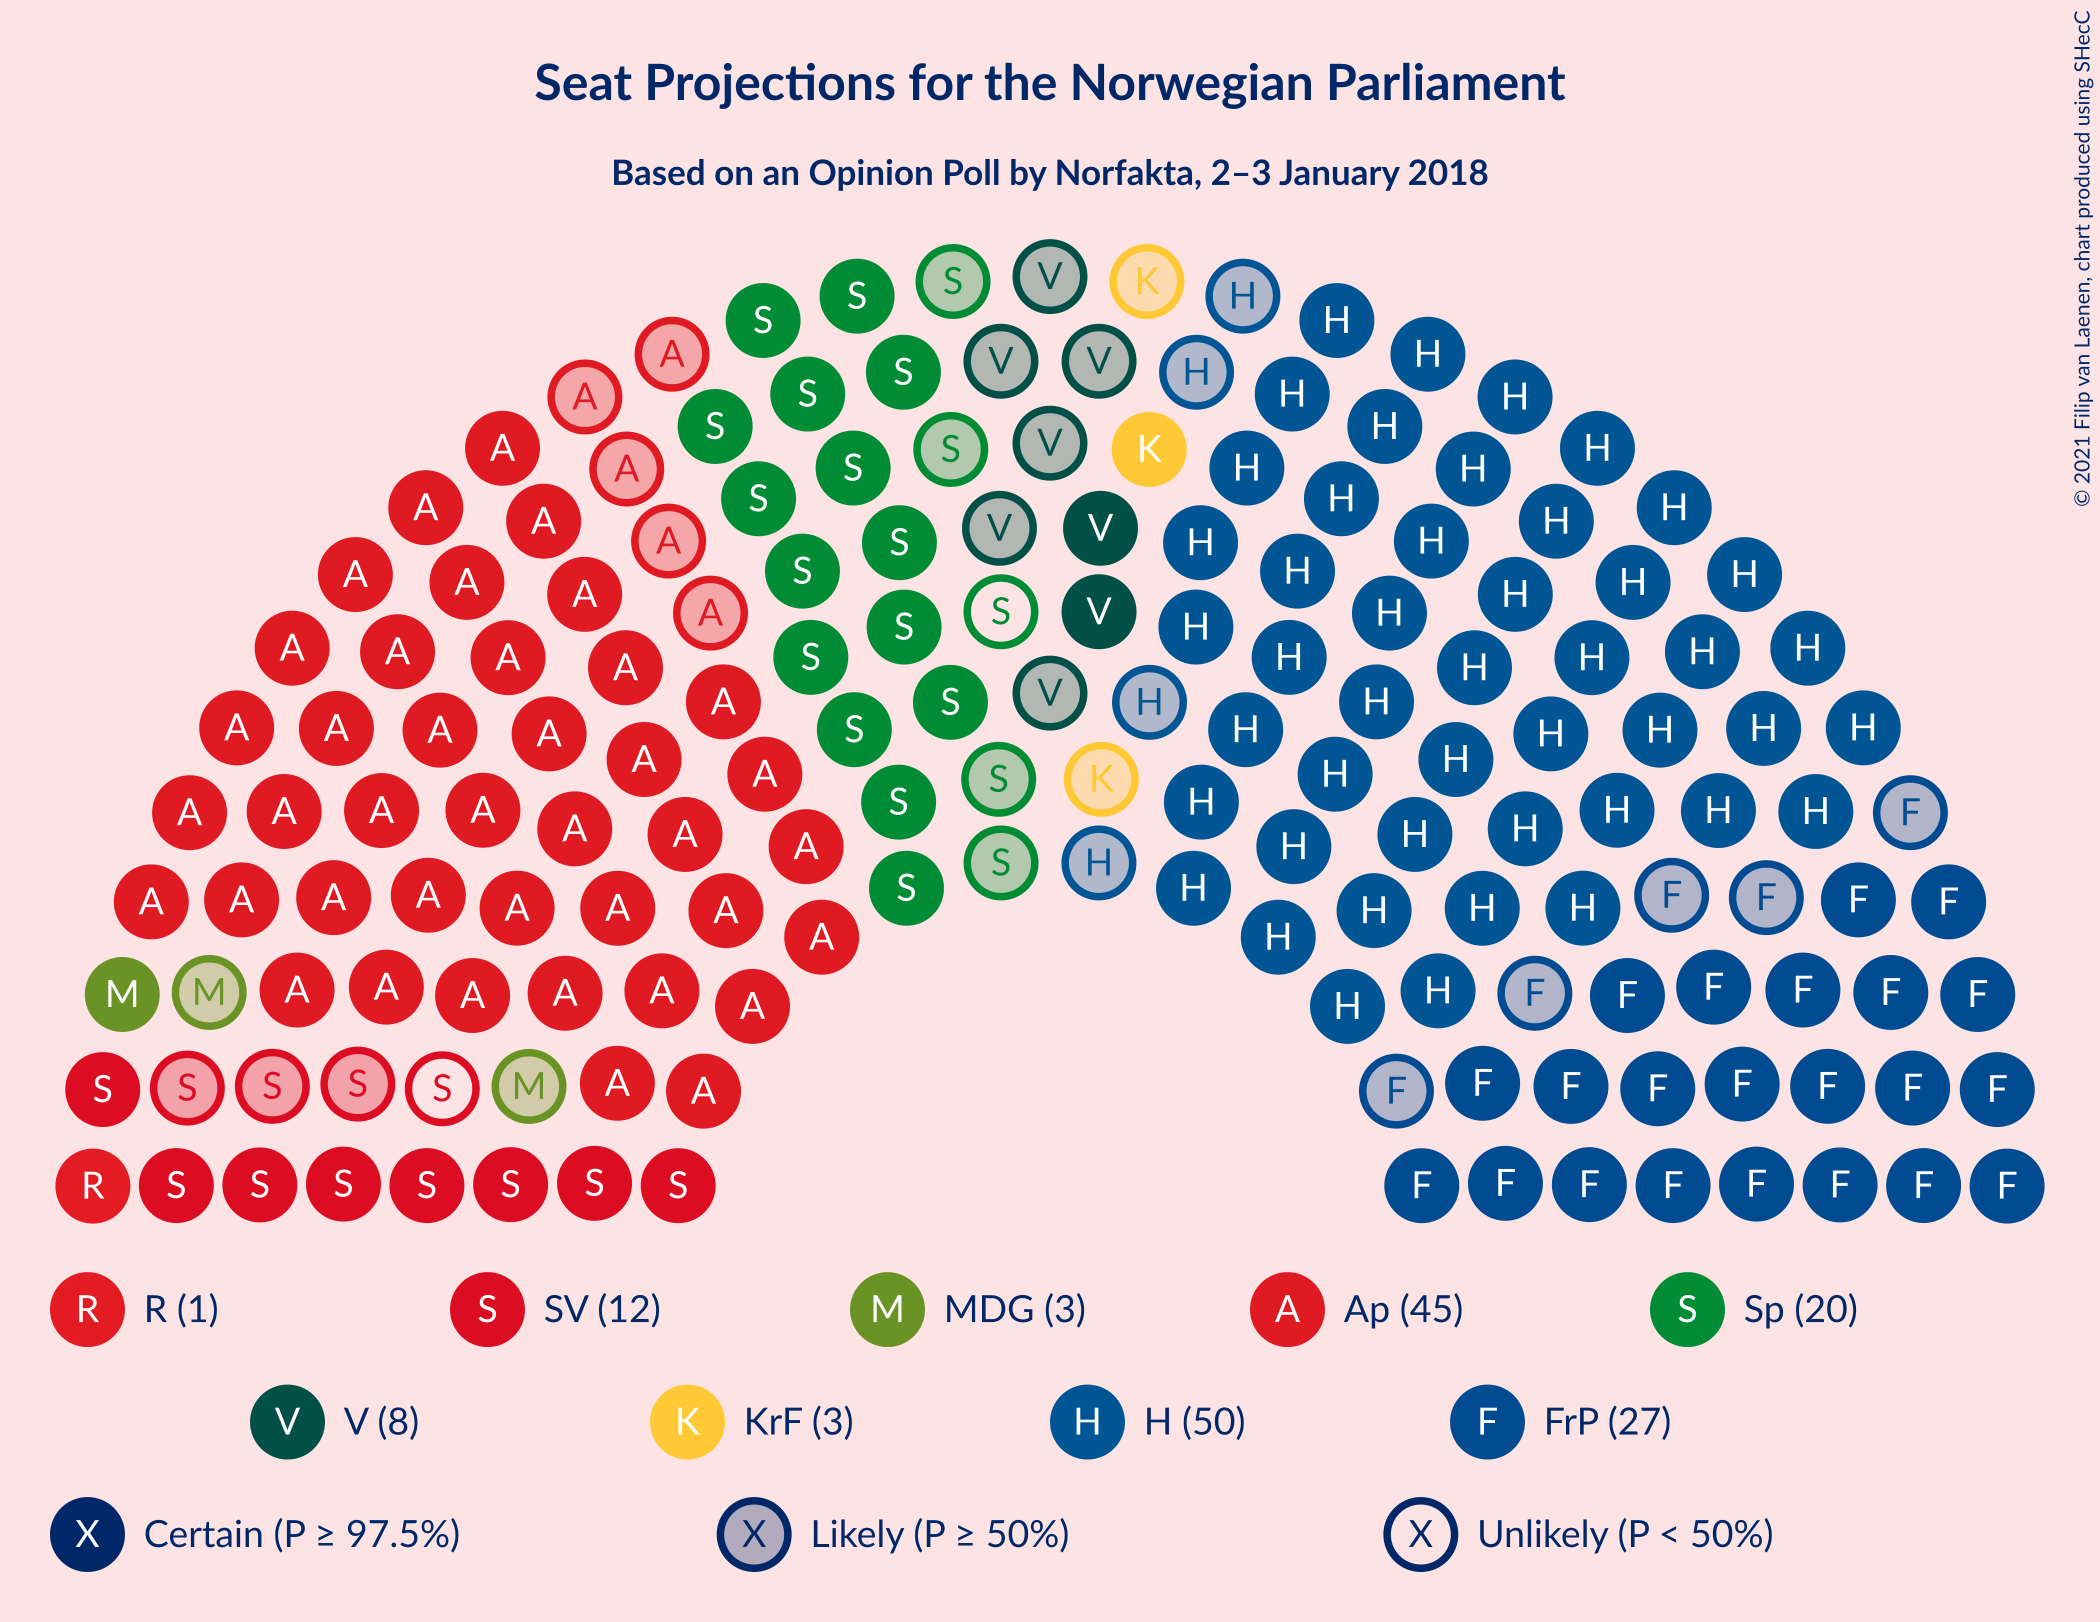 Seat Projections for the Norwegian Parliament
Based on an Opinion Poll by Norfakta, 2–3 January 2018
© 2021 Filip van Laenen, chart produced using SHecC
S S S V K H H
A A S S S V V H H H H
A A S S S V K H H H H
A A S S S V V H H H H H
A A A S S S V H H H H H
A A A A S S V H H H H H H
A A A A A S S K H H H H H H F
A A A A A A A S S H H H H H F F F F
M M A A A A A A H H F F F F F F
S S S S S M A A F F F F F F F F
R S S S S S S S F F F F F F F F
R R (1) S SV (12) M MDG (3) A Ap (45) S Sp (20)
V V (8) K KrF (3) H H (50) F FrP (27)
X Certain (P ≥ 97.5%) X Likely (P ≥ 50%) X Unlikely (P < 50%)